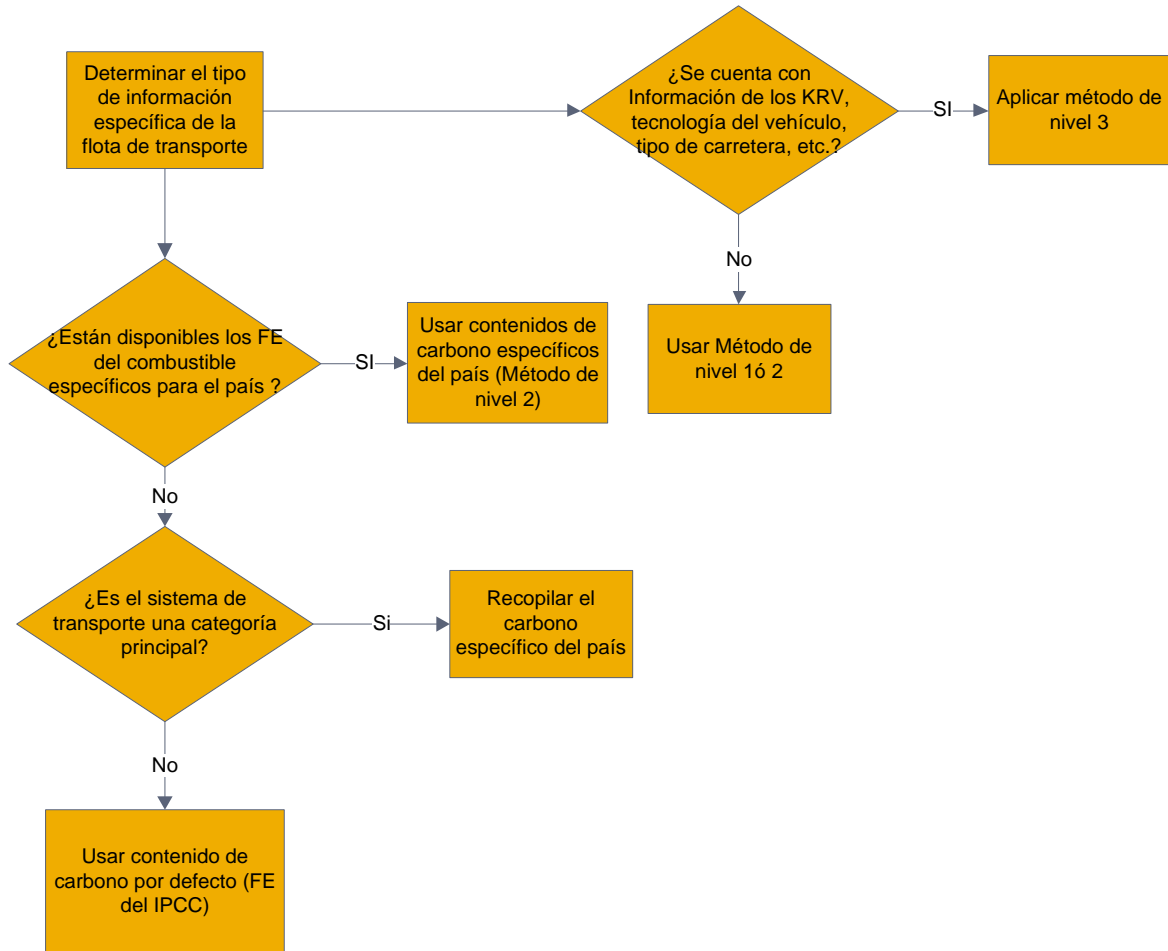 Determinar el tipo
de información
específica de la
flota de transporte
¿Se cuenta con
Información de los KRV,
tecnología del vehículo,
tipo de carretera, etc.?
SI
Aplicar método de
nivel 3
No
Usar Método de
nivel 1ó 2
¿Están disponibles los FE
del combustible
específicos para el país ?
SI
Usar contenidos de
carbono específicos
del país (Método de
nivel 2)
No
¿Es el sistema de
transporte una categoría
principal?
Si
Recopilar el
carbono
específico del país
No
Usar contenido de
carbono por defecto (FE
del IPCC)